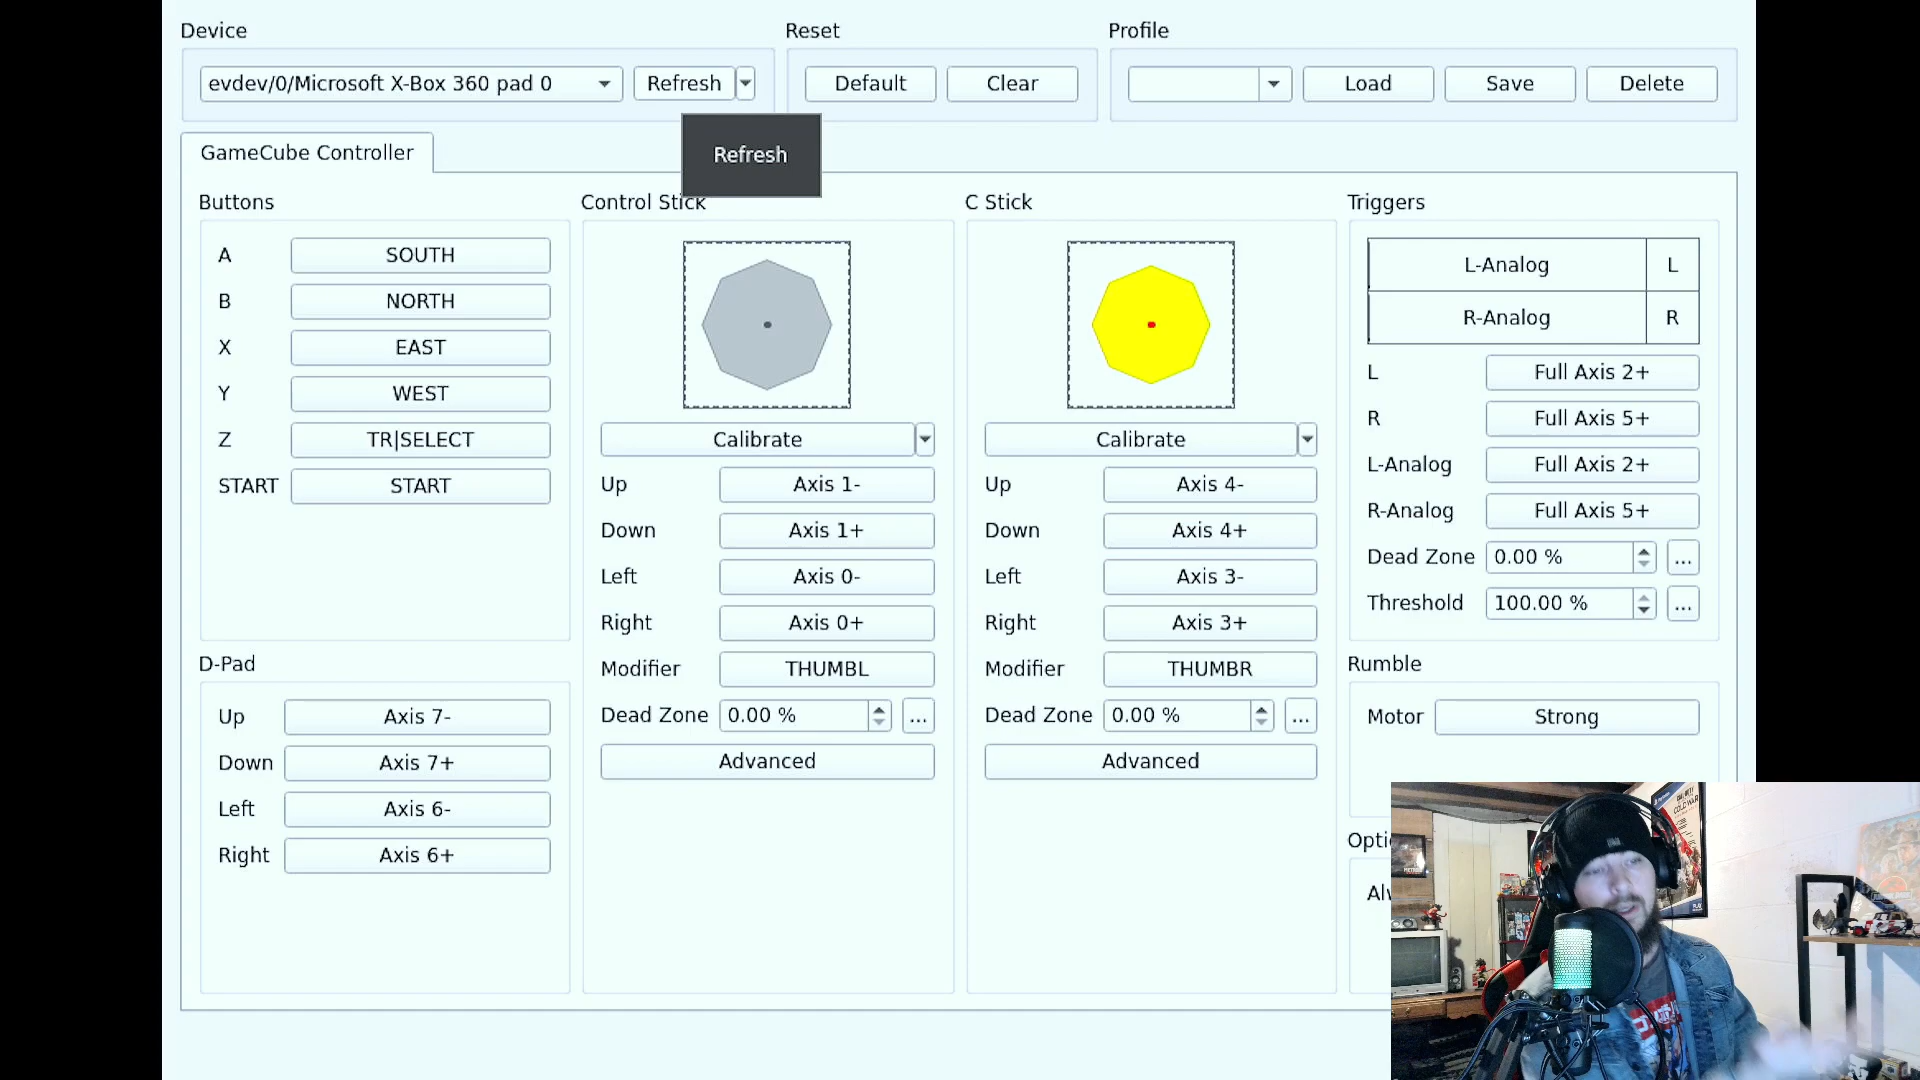 Device
Reset
Profile
evdev/0/Microsoft X-Box 360 pad 0
Refresh
Default
Clear
Load
Save
Delete
Refresh
GameCube Controller
Buttons
A SOUTH
B NORTH
X EAST
Y WEST
Z TR|SELECT
START START
D-Pad
Up Axis 7-
Down Axis 7+
Left Axis 6-
Right Axis 6+
Control Stick
Calibrate
Up Axis 1-
Down Axis 1+
Left Axis 0-
Right Axis 0+
Modifier THUMBL
Dead Zone 0.00 % ...
Advanced
C Stick
Calibrate
Up Axis 4-
Down Axis 4+
Left Axis 3-
Right Axis 3+
Modifier THUMBR
Dead Zone 0.00 % ...
Advanced
Triggers
L-Analog L
R-Analog R
L Full Axis 2+
R Full Axis 5+
L-Analog Full Axis 2+
R-Analog Full Axis 5+
Dead Zone 0.00 % ...
Threshold 100.00 % ...
Rumble
Motor Strong
COLD WAR